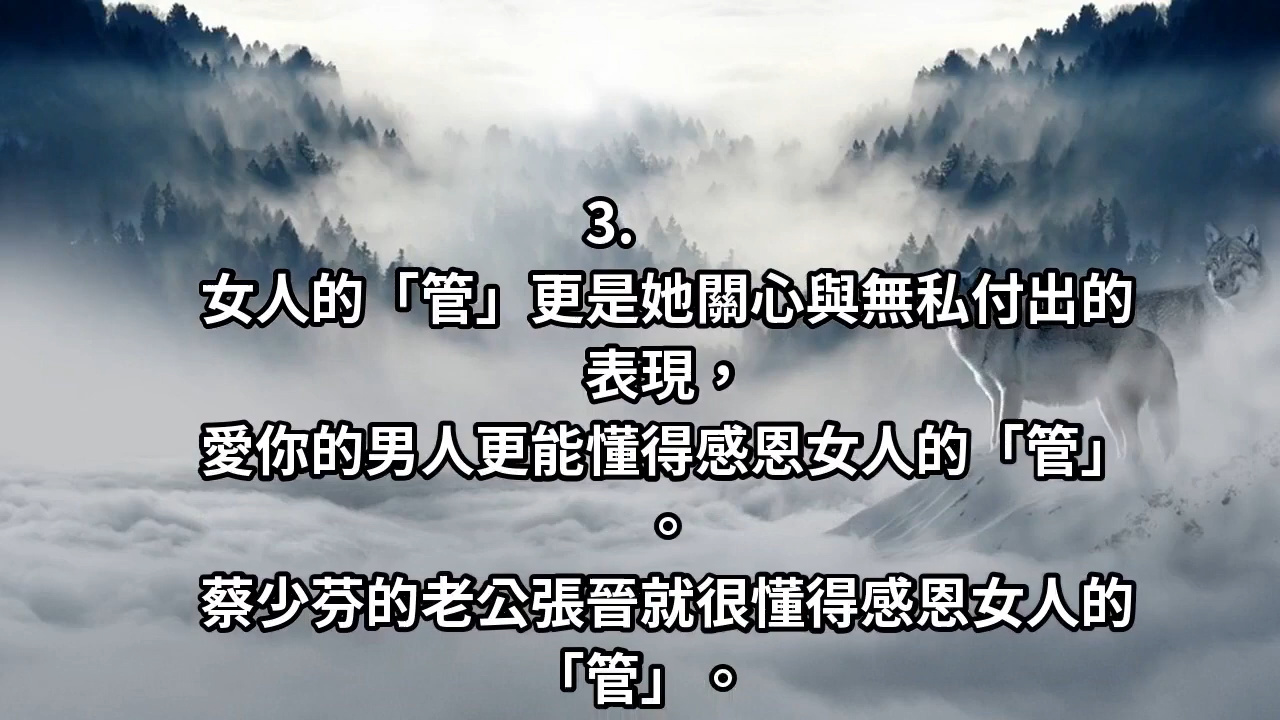 3.
女人的「管」更是她關心與無私付出的
表現，
愛你的男人更能懂得感恩女人的「管」
。
蔡少芬的老公張晉就很懂得感恩女人的
「管」。